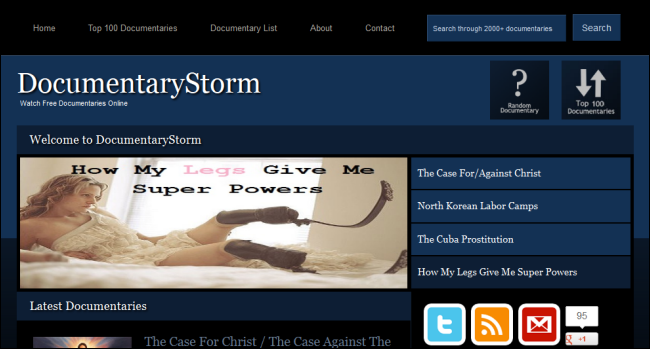 Home Top 100 Documentaries Documentary List About Contact Search through 2000+ documentaries Search
DocumentaryStorm
Watch Free Documentaries Online
?
Random
Documentary
Top 100
Documentaries
Welcome to DocumentaryStorm
How My Legs Give Me
Super Powers
The Case For/Against Christ
North Korean Labor Camps
The Cuba Prostitution
How My Legs Give Me Super Powers
Latest Documentaries
The Case For Christ / The Case Against The
95
+1